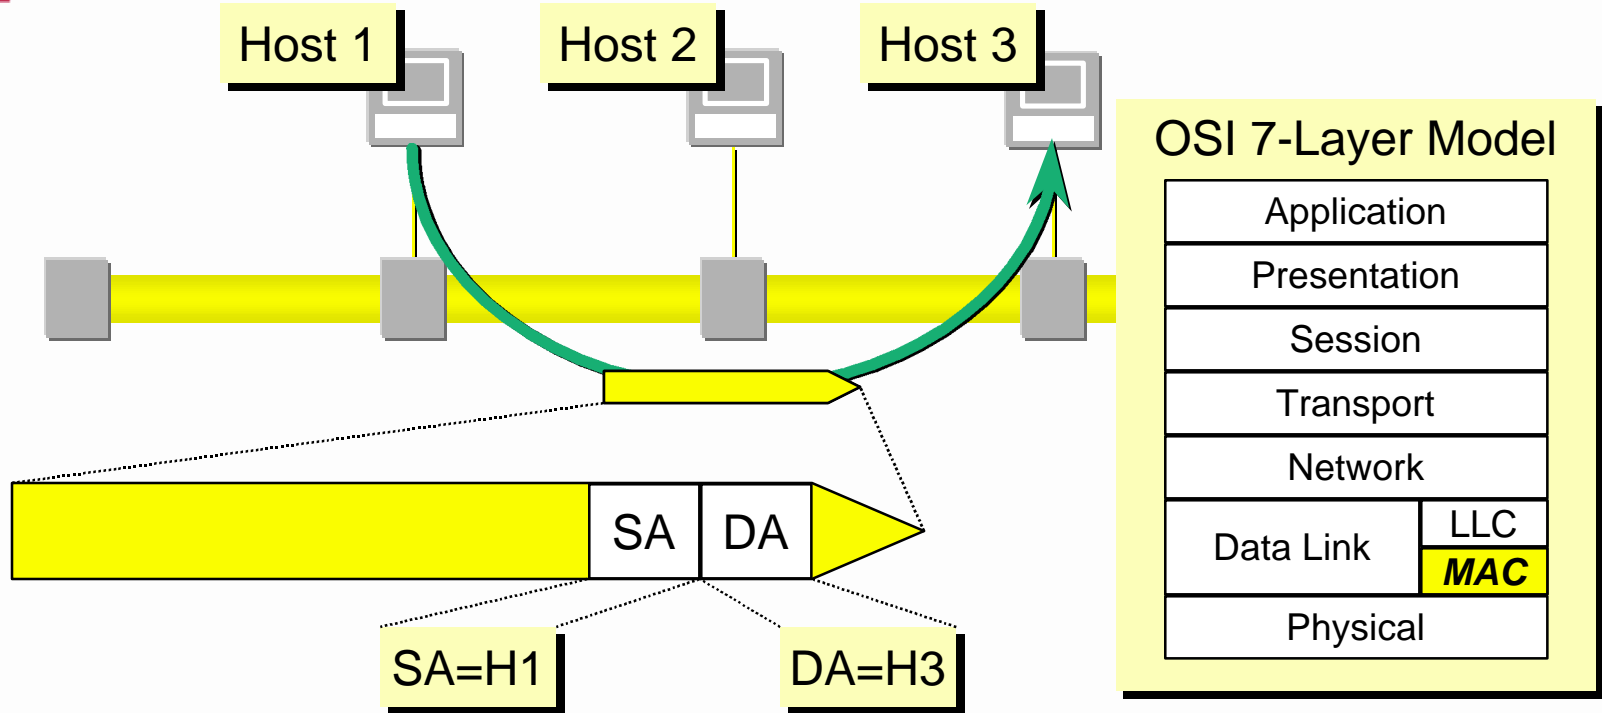 Host 1
Host 2
Host 3
OSI 7-Layer Model
Application
Presentation
Session
Transport
Network
Data Link
LLC
MAC
Physical
SA
DA
SA=H1
DA=H3